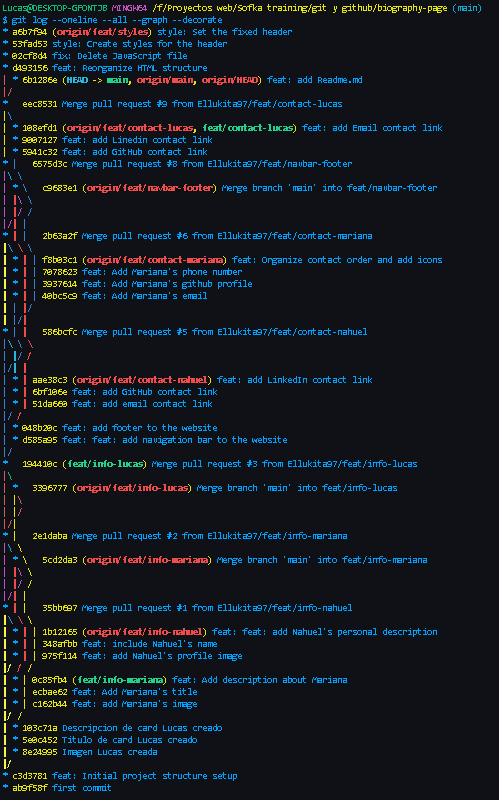 Lucas@DESKTOP-GFONTJB MINGW64 /f/Proyectos web/Sofka training/git y github/biography-page (main)
$ git log --oneline --all --graph --decorate
* a6b7f94 (origin/feat/styles) style: Set the fixed header
* 53fad53 style: Create styles for the header
* 02cf8d4 fix: Delete JavaScript file
* d493156 feat: Reorganize HTML structure
| * 6b1286e (HEAD -> main, origin/main, origin/HEAD) feat: add Readme.md
|/
*   eec8531 Merge pull request #9 from Ellukita97/feat/contact-lucas
|\
| * 108efd1 (origin/feat/contact-lucas, feat/contact-lucas) feat: add Email contact link
| * 9007127 feat: add Linedin contact link
| * 5941c32 feat: add GitHub contact link
* |   6575d3c Merge pull request #8 from Ellukita97/feat/navbar-footer
|\ \
| * \   c9683e1 (origin/feat/navbar-footer) Merge branch 'main' into feat/navbar-footer
| |\ \
| |/ /
|/| |
* | |   2b63a2f Merge pull request #6 from Ellukita97/feat/contact-mariana
|\ \ \
| * | | f8b03c1 (origin/feat/contact-mariana) feat: Organize contact order and add icons
| * | | 7078623 feat: Add Mariana's phone number
| * | | 3937614 feat: Add Mariana's github profile
| * | | 40bc5c9 feat: Add Mariana's email
| | |/
| |/|
* | |   586bcfc Merge pull request #5 from Ellukita97/feat/contact-nahuel
|\ \ \
| |/ /
|/| |
| * | aae38c3 (origin/feat/contact-nahuel) feat: add LinkedIn contact link
| * | 6bf106e feat: add GitHub contact link
| * | 51da660 feat: add email contact link
|/ /
| * 048b20c feat: add footer to the website
| * d585a95 feat: feat: add navigation bar to the website
|/
*   194410c (feat/info-lucas) Merge pull request #3 from Ellukita97/feat/info-lucas
|\
| *   3396777 (origin/feat/info-lucas) Merge branch 'main' into feat/info-lucas
| |\
| |/
|/|
* |   2e1daba Merge pull request #2 from Ellukita97/feat/info-mariana
|\ \
| * \   5cd2da3 (origin/feat/info-mariana) Merge branch 'main' into feat/info-mariana
| |\ \
| |/ /
|/| |
* | |   35bb697 Merge pull request #1 from Ellukita97/feat/info-nahuel
|\ \ \
| * | | 1b12165 (origin/feat/info-nahuel) feat: feat: add Nahuel's personal description
| * | | 348afbb feat: include Nahuel's name
| * | | 975f114 feat: add Nahuel's profile image
|/ / /
| * | 0c85fb4 (feat/info-mariana) feat: Add description about Mariana
| * | ecbae62 feat: Add Mariana's title
| * | c162b44 feat: add Mariana's image
|/ /
| * 103c71a Descripcion de card Lucas creado
| * 5e0c452 Titulo de card Lucas creado
| * 8e24995 Imagen Lucas creada
|/
* c3d3781 feat: Initial project structure setup
* ab9f58f first commit